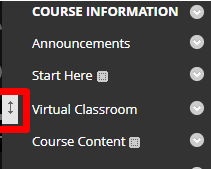 COURSE INFORMATION
Announcements
Start Here
Virtual Classroom
Course Content